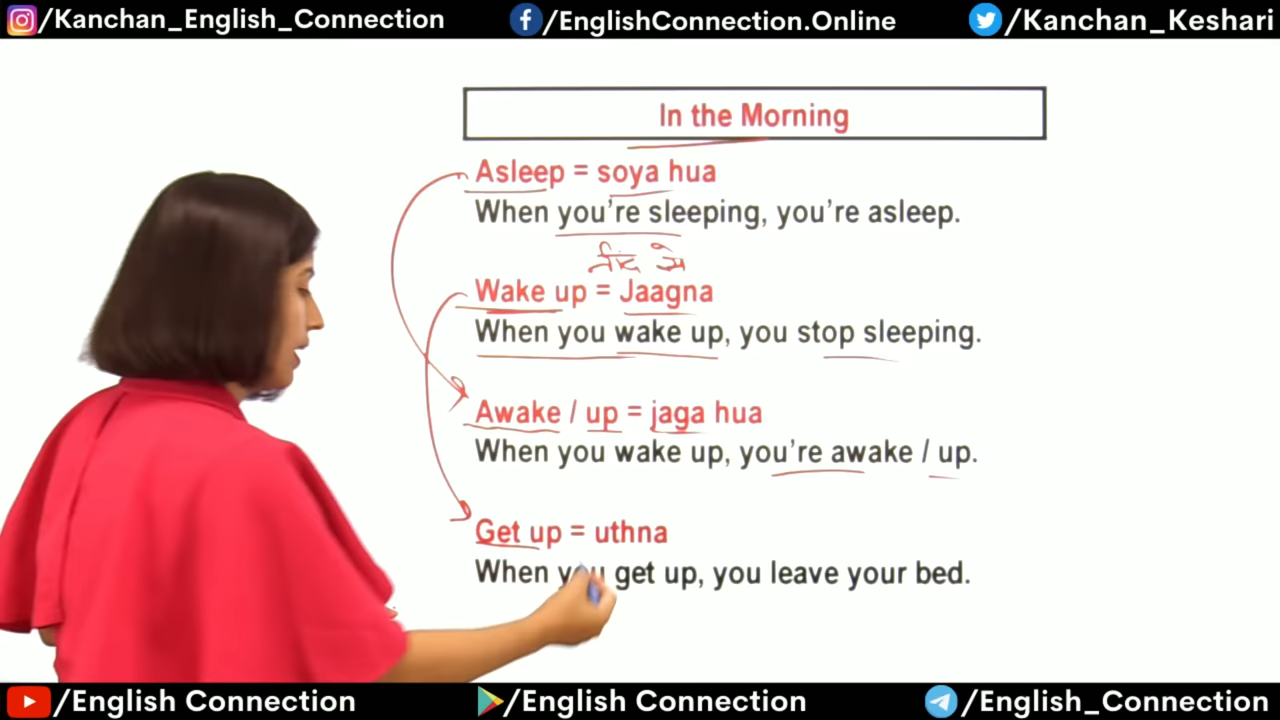 /Kanchan_English_Connection
/EnglishConnection.Online
/Kanchan_Keshari
In the Morning
Asleep = soya hua
When you're sleeping, you're asleep.
नींद में
Wake up = Jaagna
When you wake up, you stop sleeping.
Awake / up = jaga hua
When you wake up, you're awake / up.
Get up = uthna
When you get up, you leave your bed.
/English Connection
/English Connection
/English_Connection